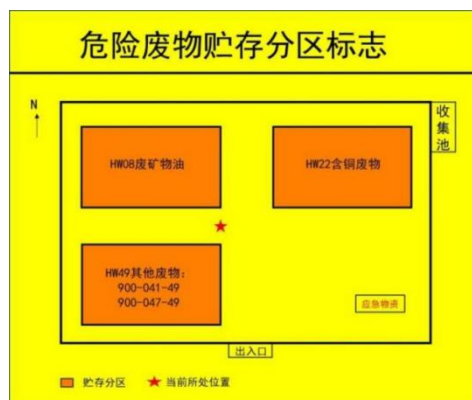 危险废物贮存分区标志
N
收
集
池
HW08废矿物油
HW22含铜废物
HW49其他废物：
900-041-49
900-047-49
应急物资
出入口
贮存分区
当前所处位置